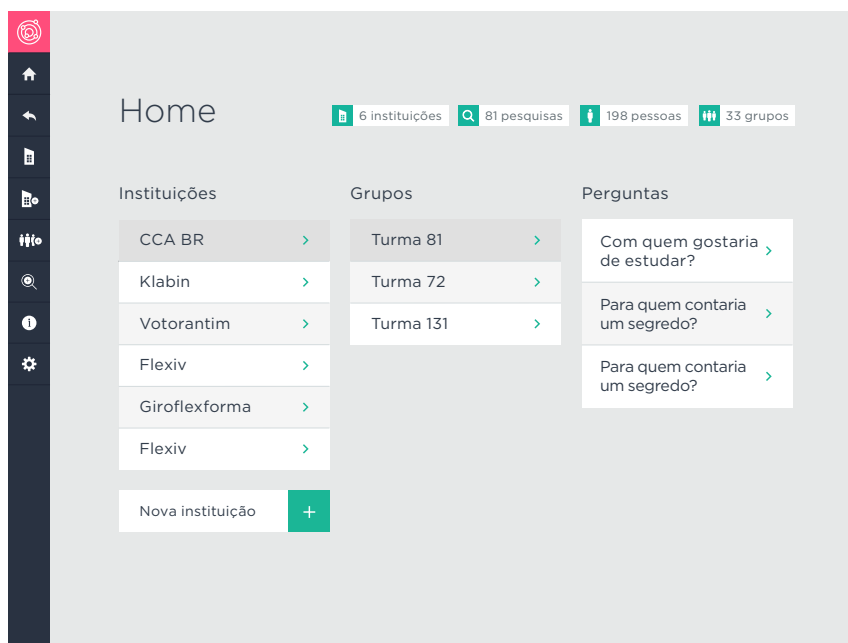 Home
6 instituições
81 pesquisas
198 pessoas
33 grupos
Instituições
CCA BR
Klabin
Votorantim
Flexiv
Giroflexforma
Flexiv
Nova instituição
Grupos
Turma 81
Turma 72
Turma 131
Perguntas
Com quem gostaria
de estudar?
Para quem contaria
um segredo?
Para quem contaria
um segredo?